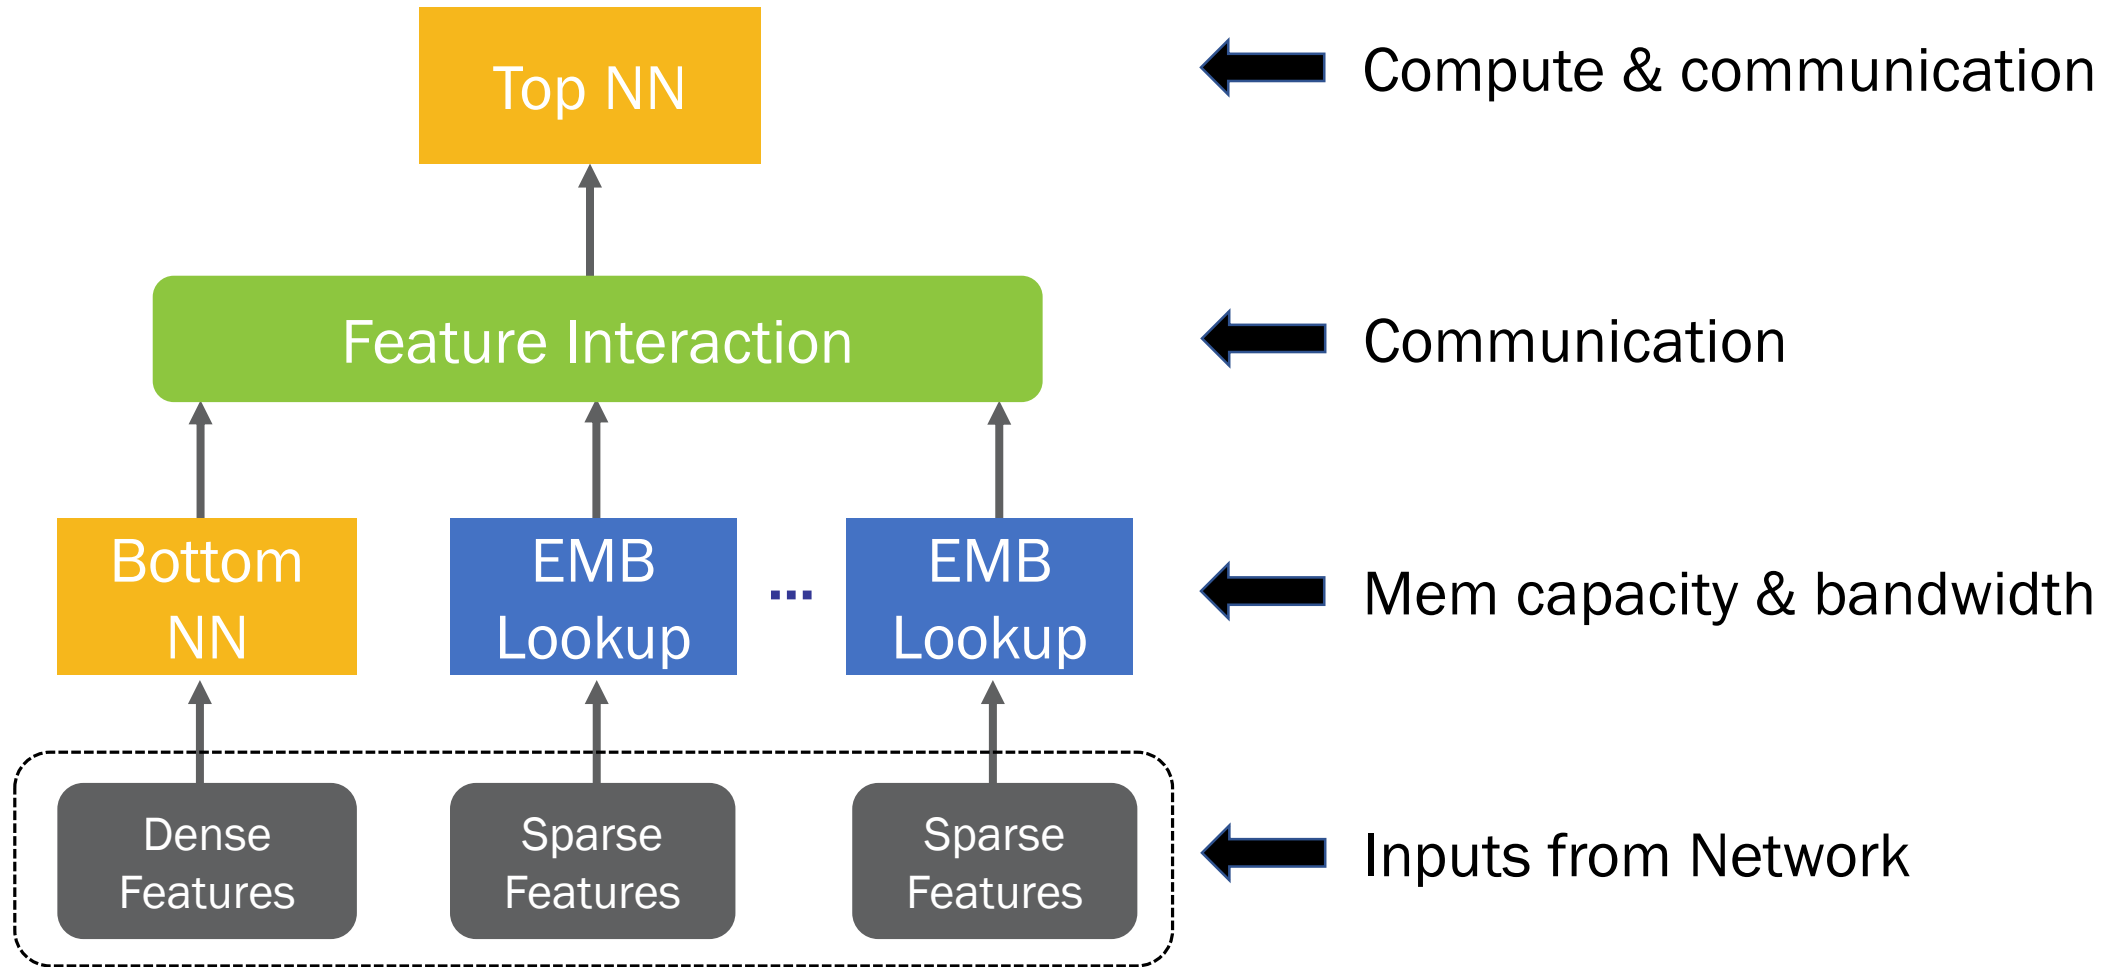 Top NN
Compute & communication
Feature Interaction
Communication
Bottom
NN
EMB
Lookup
...
EMB
Lookup
Mem capacity & bandwidth
Dense
Features
Sparse
Features
Sparse
Features
Inputs from Network